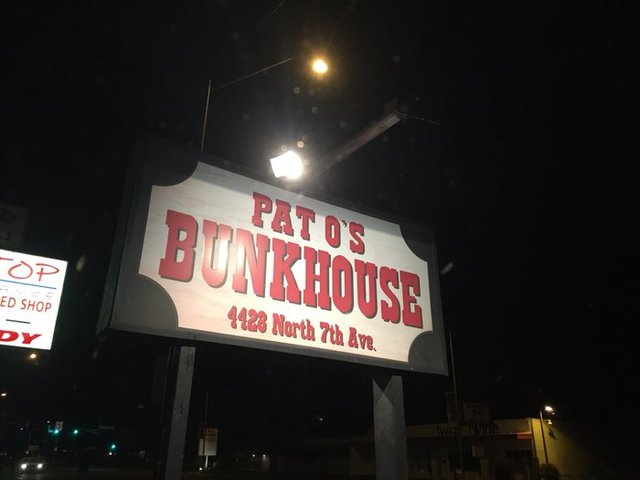 PAT O'S
BUNKHOUSE
4428 North 7th Ave.
TOP
ED SHOP
DY